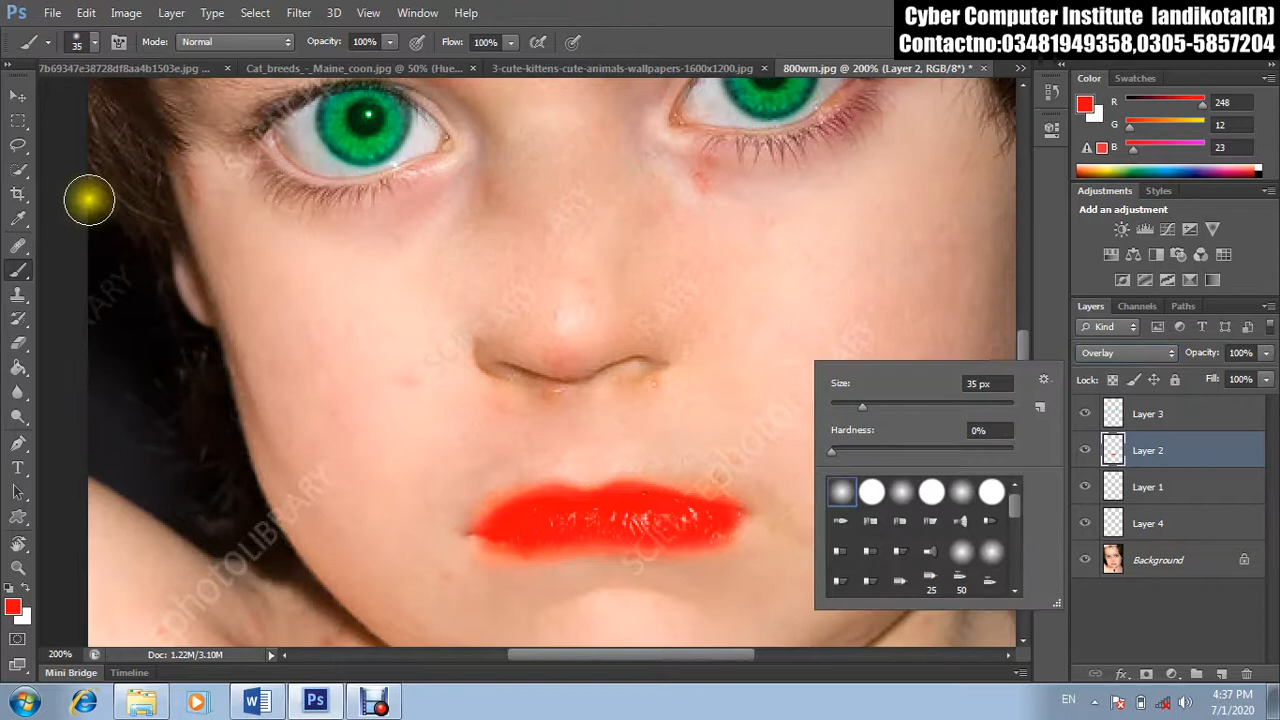 Cyber Computer Institute landikotal(R)
Contactno:03481949358,0305-5857204
Ps File Edit Image Layer Type Select Filter 3D View Window Help
35 Mode: Normal Opacity: 100% Flow: 100%
7b69347e38728df8aa4b1503e.jpg ... × Cat_breeds_-_Maine_coon.jpg @ 50% (Hue... × 3-cute-kittens-cute-animals-wallpapers-1600x1200.jpg × 800wm.jpg @ 200% (Layer 2, RGB/8*) * ×
Color Swatches
R 248
G 12
B 23
Adjustments Styles
Add an adjustment
Layers Channels Paths
Kind
Overlay Opacity: 100%
Lock: Fill: 100%
Layer 3
Layer 2
Layer 1
Layer 4
Background
Size: 35 px
Hardness: 0%
25 50
SCIENCEphotOLIBRARY
200% Doc: 1.22M/3.10M
Mini Bridge Timeline
EN
4:37 PM
7/1/2020